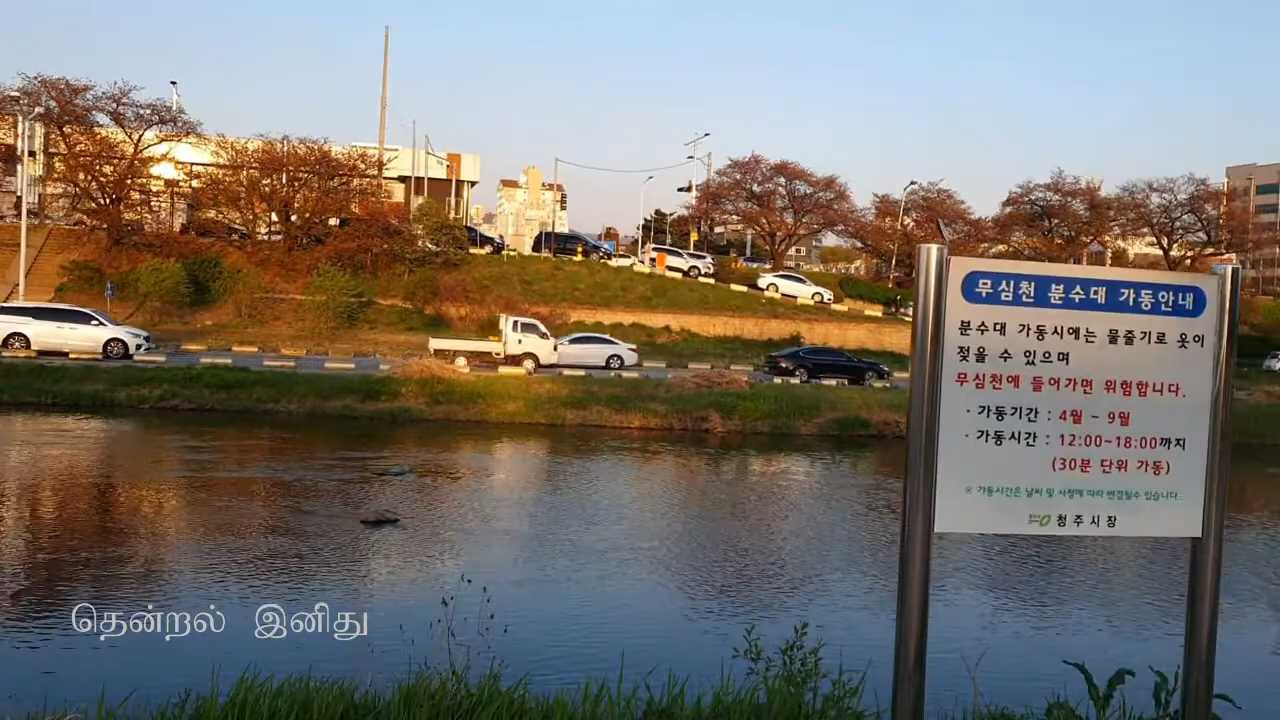 무심천 분수대 가동안내
분수대 가동시에는 물줄기로 옷이
젖을 수 있으며
무심천에 들어가면 위험합니다.
· 가동기간 : 4월 ~ 9월
· 가동시간 : 12:00~18:00까지
(30분 단위 가동)
※ 가동시간은 날씨 및 사정에 따라 변경될수 있습니다.
청주시장
தென்றல் இனிது